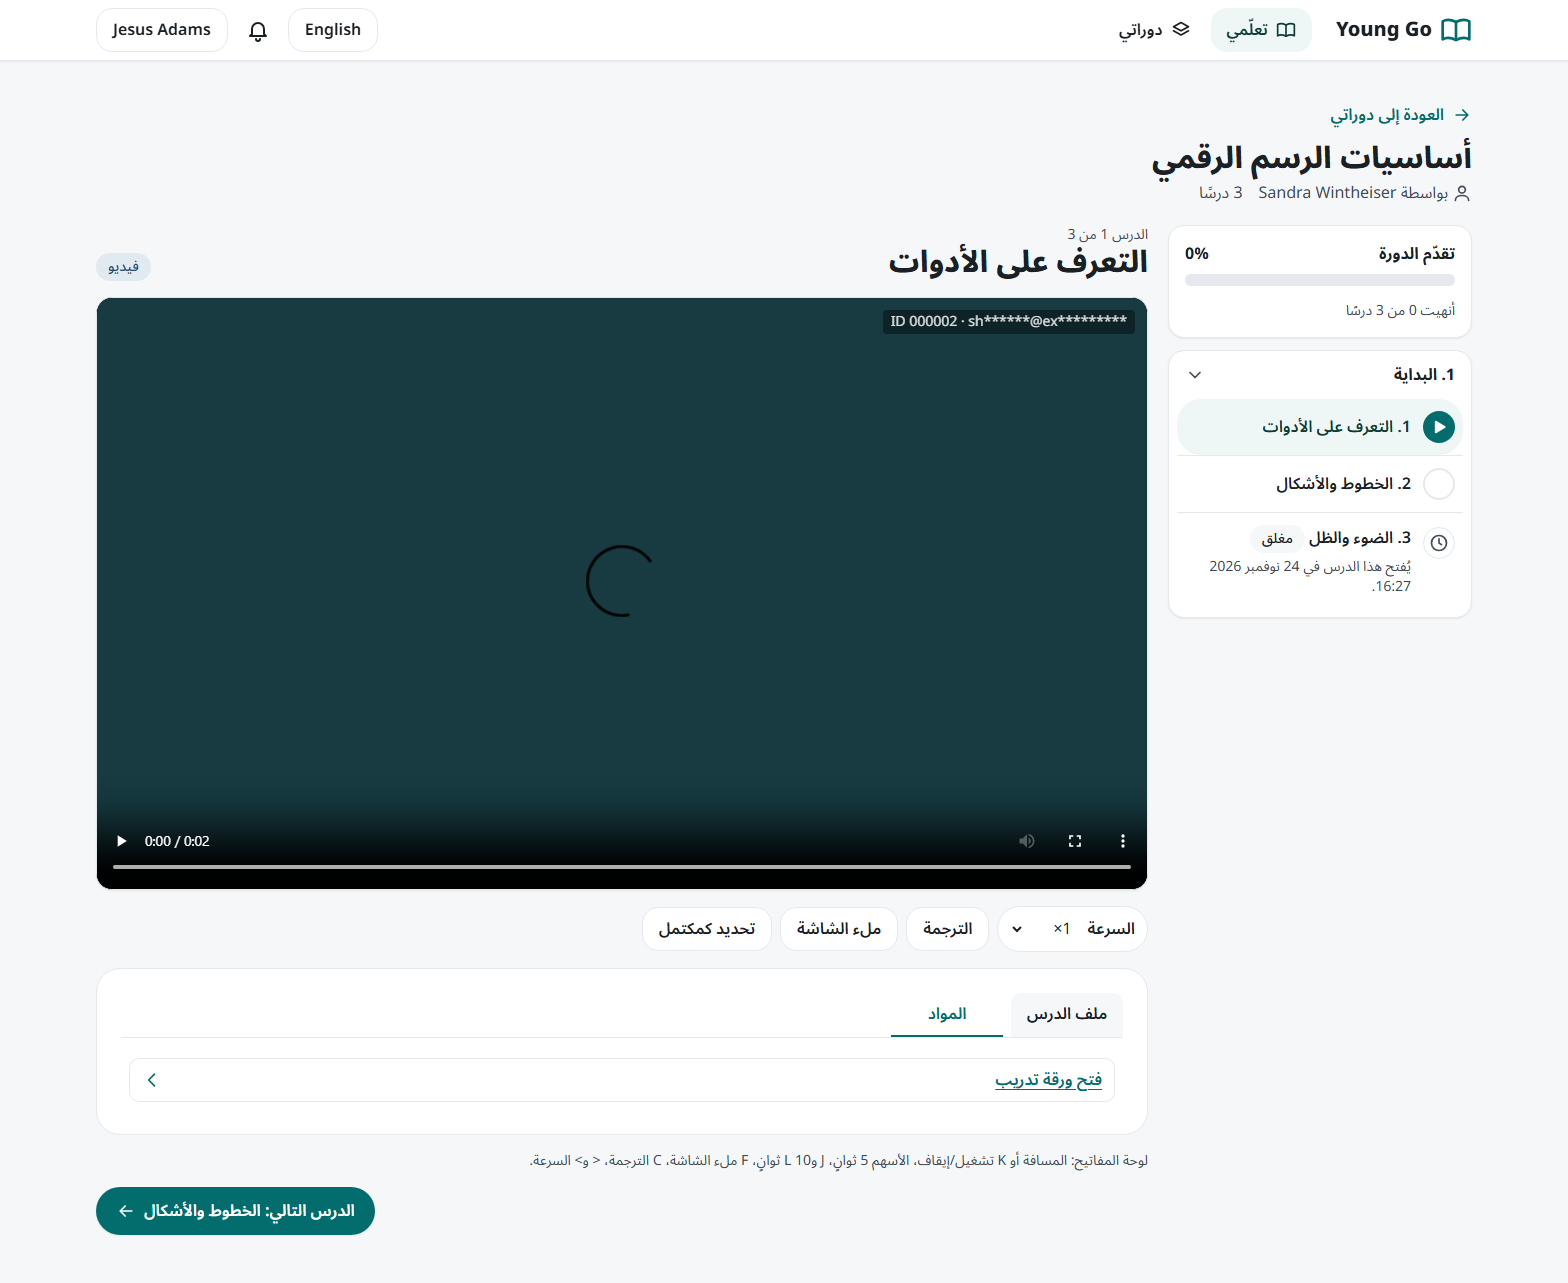 Young Go
تعلّمي
دوراتي
English
Jesus Adams
العودة إلى دوراتي
أساسيات الرسم الرقمي
بواسطة Sandra Wintheiser 3 درسًا
تقدّم الدورة 0%
أنهيت 0 من 3 درسًا
1. البداية
1. التعرف على الأدوات
2. الخطوط والأشكال
3. الضوء والظل مغلق
يُفتح هذا الدرس في 24 نوفمبر 2026
16:27.
الدرس 1 من 3
التعرف على الأدوات
فيديو
ID 000002 · sh******@ex*********
0:00 / 0:02
السرعة 1×
الترجمة
ملء الشاشة
تحديد كمكتمل
ملف الدرس
المواد
فتح ورقة تدريب
لوحة المفاتيح: المسافة أو K تشغيل/إيقاف، الأسهم 5 ثوانٍ، J وL 10 ثوانٍ، F ملء الشاشة، C الترجمة، < و> السرعة.
الدرس التالي: الخطوط والأشكال